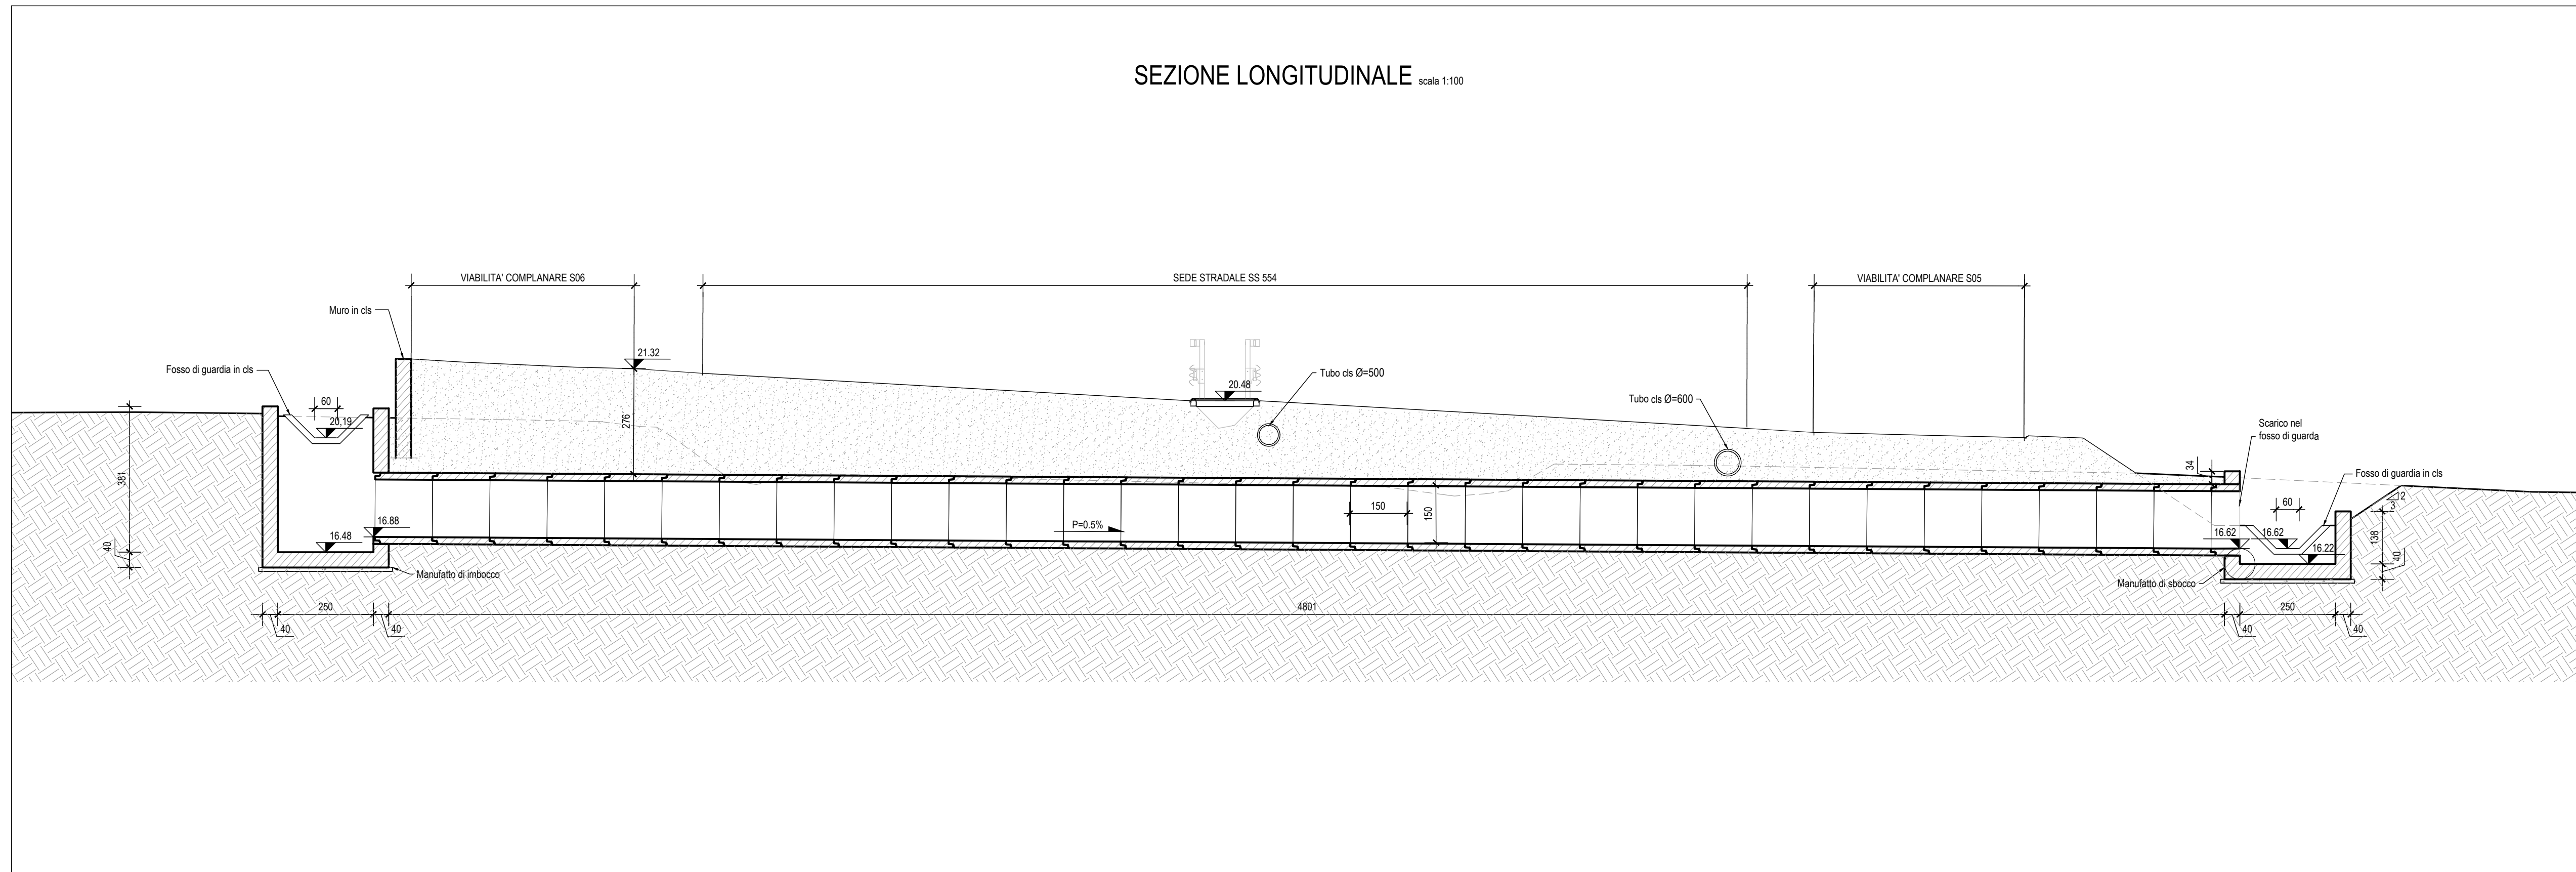 SEZIONE LONGITUDINALE scala 1:100
VIABILITA' COMPLANARE S06
SEDE STRADALE SS 554
VIABILITA' COMPLANARE S05
Muro in cls
21.32
Fosso di guardia in cls
Tubo cls Ø=500
20.48
60
Tubo cls Ø=600
20,19
276
Scarico nel
fosso di guarda
34
Fosso di guardia in cls
381
2
3
60
150
150
16.88
P=0.5%
16.48
16.62
16.62
138
16.22
40
40
Manufatto di imbocco
Manufatto di sbocco
250
4801
250
40
40
40
40